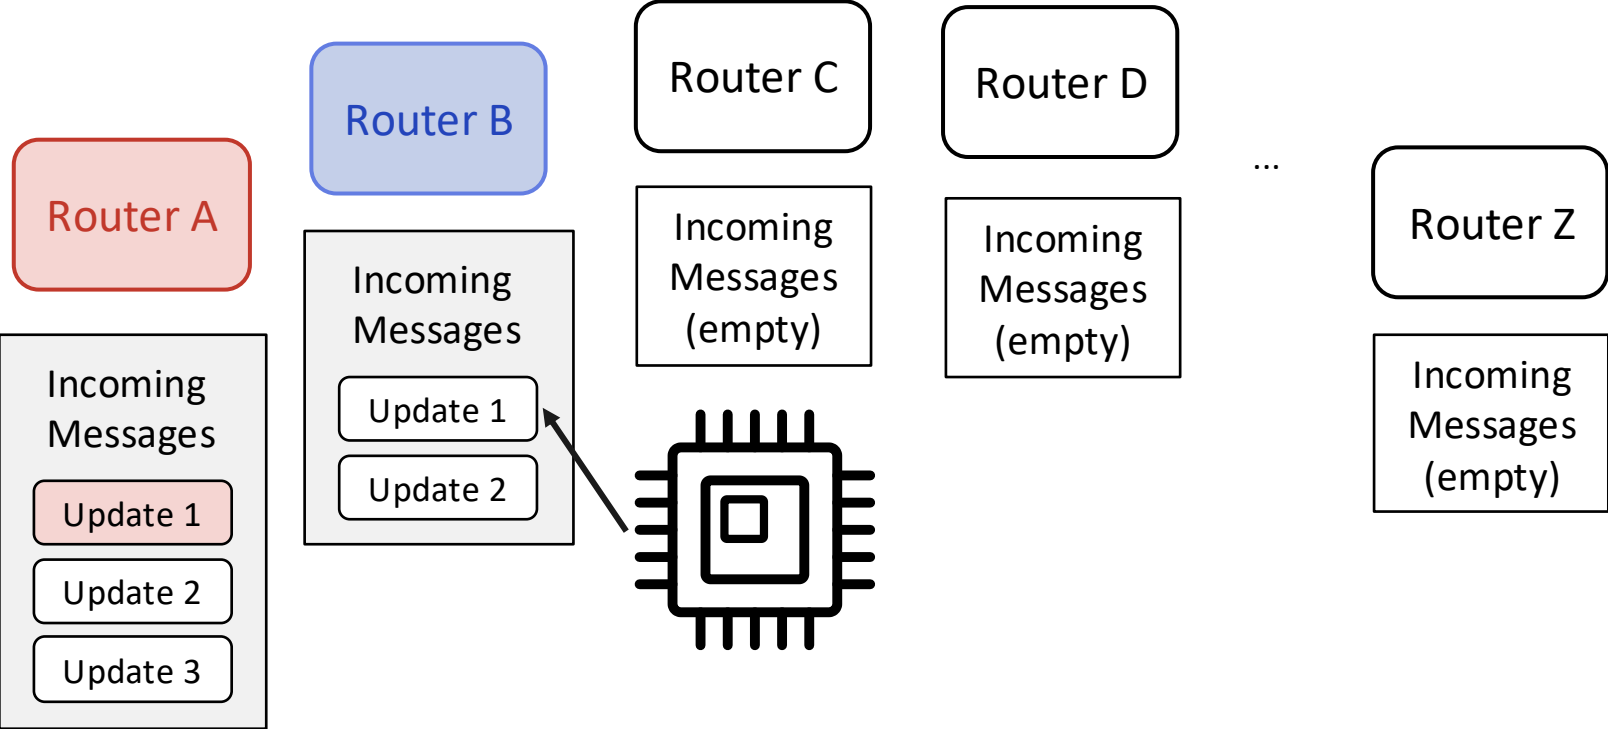 Router A
Incoming
Messages
Update 1
Update 2
Update 3
Router B
Incoming
Messages
Update 1
Update 2
Router C
Incoming
Messages
(empty)
Router D
Incoming
Messages
(empty)
...
Router Z
Incoming
Messages
(empty)